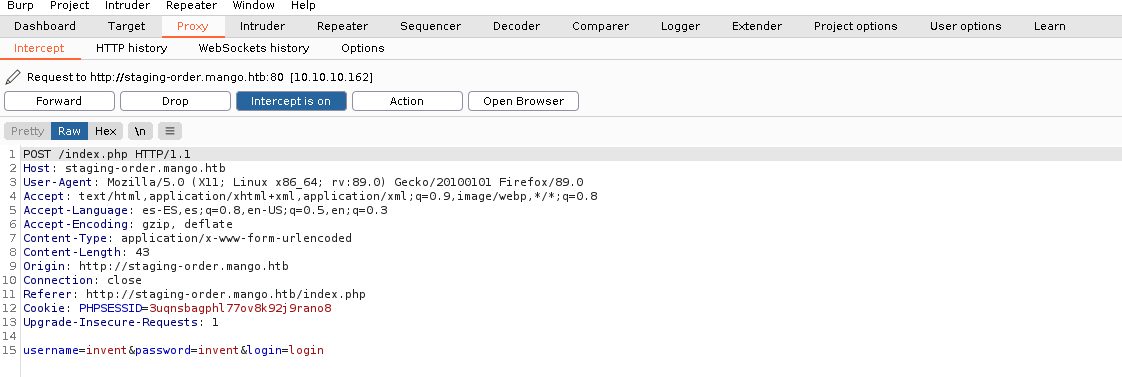 Burp Project Intruder Repeater Window Help
Dashboard Target Proxy Intruder Repeater Sequencer Decoder Comparer Logger Extender Project options User options Learn
Intercept HTTP history WebSockets history Options
Request to http://staging-order.mango.htb:80 [10.10.10.162]
Forward Drop Intercept is on Action Open Browser
Pretty Raw Hex \n
1 POST /index.php HTTP/1.1
2 Host: staging-order.mango.htb
3 User-Agent: Mozilla/5.0 (X11; Linux x86_64; rv:89.0) Gecko/20100101 Firefox/89.0
4 Accept: text/html,application/xhtml+xml,application/xml;q=0.9,image/webp,*/*;q=0.8
5 Accept-Language: es-ES,es;q=0.8,en-US;q=0.5,en;q=0.3
6 Accept-Encoding: gzip, deflate
7 Content-Type: application/x-www-form-urlencoded
8 Content-Length: 43
9 Origin: http://staging-order.mango.htb
10 Connection: close
11 Referer: http://staging-order.mango.htb/index.php
12 Cookie: PHPSESSID=3uqnsbagphl77ov8k92j9rano8
13 Upgrade-Insecure-Requests: 1
14
15 username=invent&password=invent&login=login